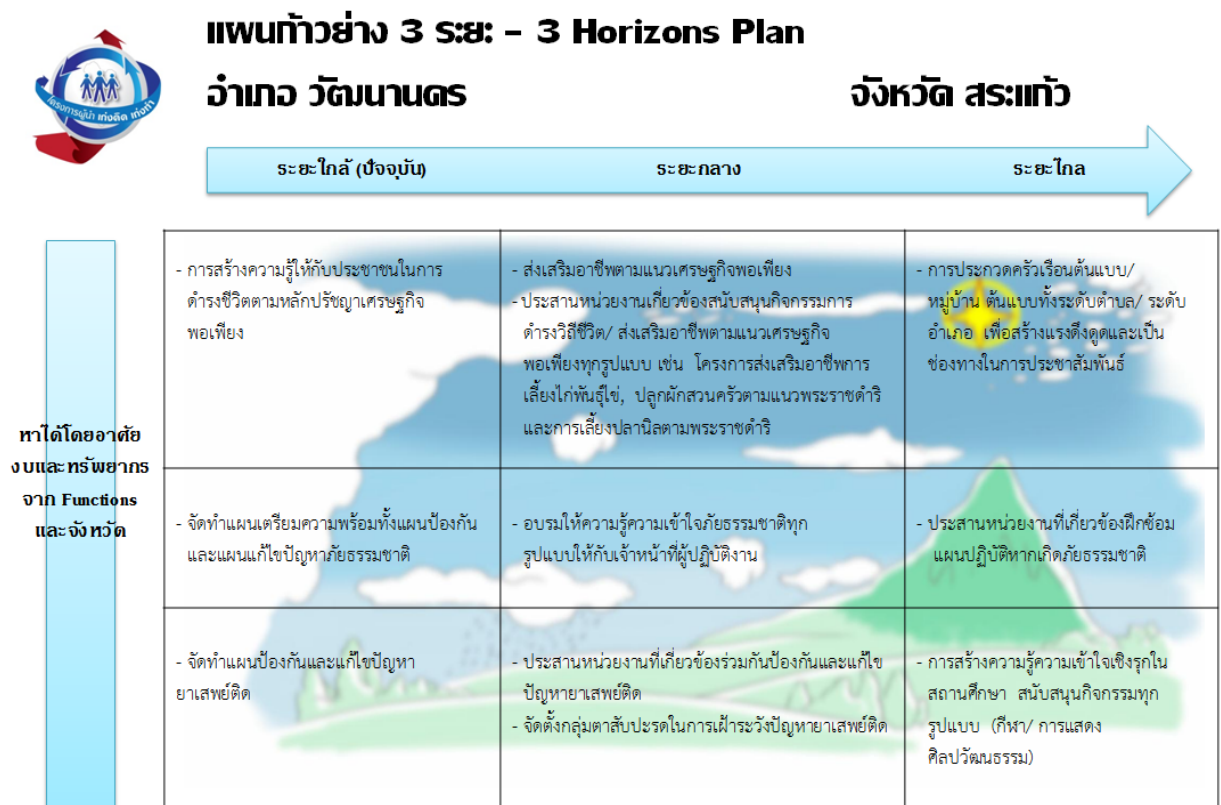 แผนก้าวย่าง 3 ระยะ - 3 Horizons Plan
อำเภอ วัฒนานคร จังหวัด สระแก้ว
โครงการผู้นำ เก่งคิด เก่งทำ
ระยะใกล้ (ปัจจุบัน) ระยะกลาง ระยะไกล
หาได้โดยอาศัย
งบและทรัพยากร
จาก Functions
และจังหวัด
- การสร้างความรู้ให้กับประชาชนในการ
ดำรงชีวิตตามหลักปรัชญาเศรษฐกิจ
พอเพียง
- ส่งเสริมอาชีพตามแนวเศรษฐกิจพอเพียง
- ประสานหน่วยงานเกี่ยวข้องสนับสนุนกิจกรรมการ
ดำรงวิถีชีวิต/ ส่งเสริมอาชีพตามแนวเศรษฐกิจ
พอเพียงทุกรูปแบบ เช่น โครงการส่งเสริมอาชีพการ
เลี้ยงไก่พันธุ์ไข่, ปลูกผักสวนครัวตามแนวพระราชดำริ
และการเลี้ยงปลานิลตามพระราชดำริ
- การประกวดครัวเรือนต้นแบบ/
หมู่บ้าน ต้นแบบทั้งระดับตำบล/ ระดับ
อำเภอ เพื่อสร้างแรงดึงดูดและเป็น
ช่องทางในการประชาสัมพันธ์
- จัดทำแผนเตรียมความพร้อมทั้งแผนป้องกัน
และแผนแก้ไขปัญหาภัยธรรมชาติ
- อบรมให้ความรู้ความเข้าใจภัยธรรมชาติทุก
รูปแบบให้กับเจ้าหน้าที่ผู้ปฏิบัติงาน
- ประสานหน่วยงานที่เกี่ยวข้องฝึกซ้อม
แผนปฏิบัติหากเกิดภัยธรรมชาติ
- จัดทำแผนป้องกันและแก้ไขปัญหา
ยาเสพย์ติด
- ประสานหน่วยงานที่เกี่ยวข้องร่วมกันป้องกันและแก้ไข
ปัญหายาเสพย์ติด
- จัดตั้งกลุ่มตาสับปะรดในการเฝ้าระวังปัญหายาเสพย์ติด
- การสร้างความรู้ความเข้าใจเชิงรุกใน
สถานศึกษา สนับสนุนกิจกรรมทุก
รูปแบบ (กีฬา/ การแสดง
ศิลปวัฒนธรรม)